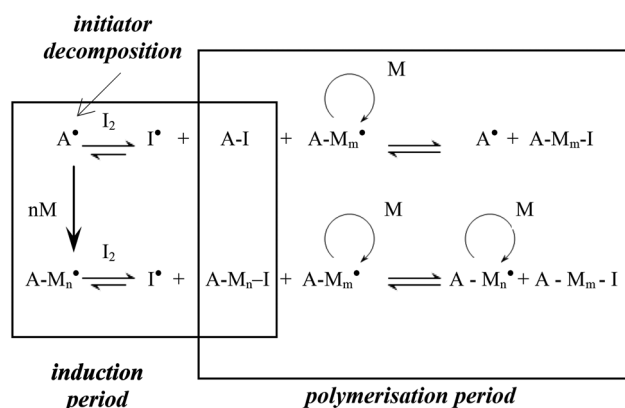 initiator
decomposition
M
A• I₂ I• + A-I + A-Mₘ• A• + A-Mₘ-I
nM
M M
I₂
A-Mₙ• I• + A-Mₙ–I + A-Mₘ• A - Mₙ• + A - Mₘ - I
induction
period
polymerisation period